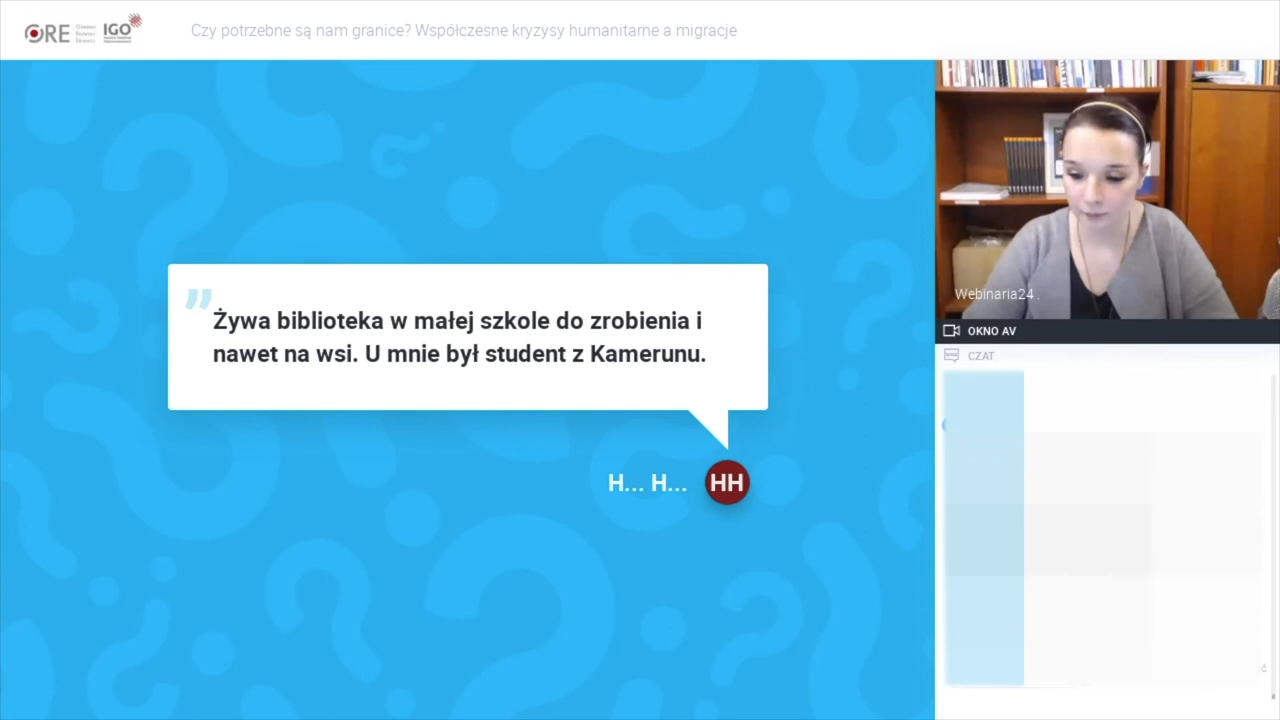 ORE
IGO
Czy potrzebne są nam granice? Współczesne kryzysy humanitarne a migracje
Żywa biblioteka w małej szkole do zrobienia i
nawet na wsi. U mnie był student z Kamerunu.
H... H... HH
Webinaria24 .
OKNO AV
CZAT